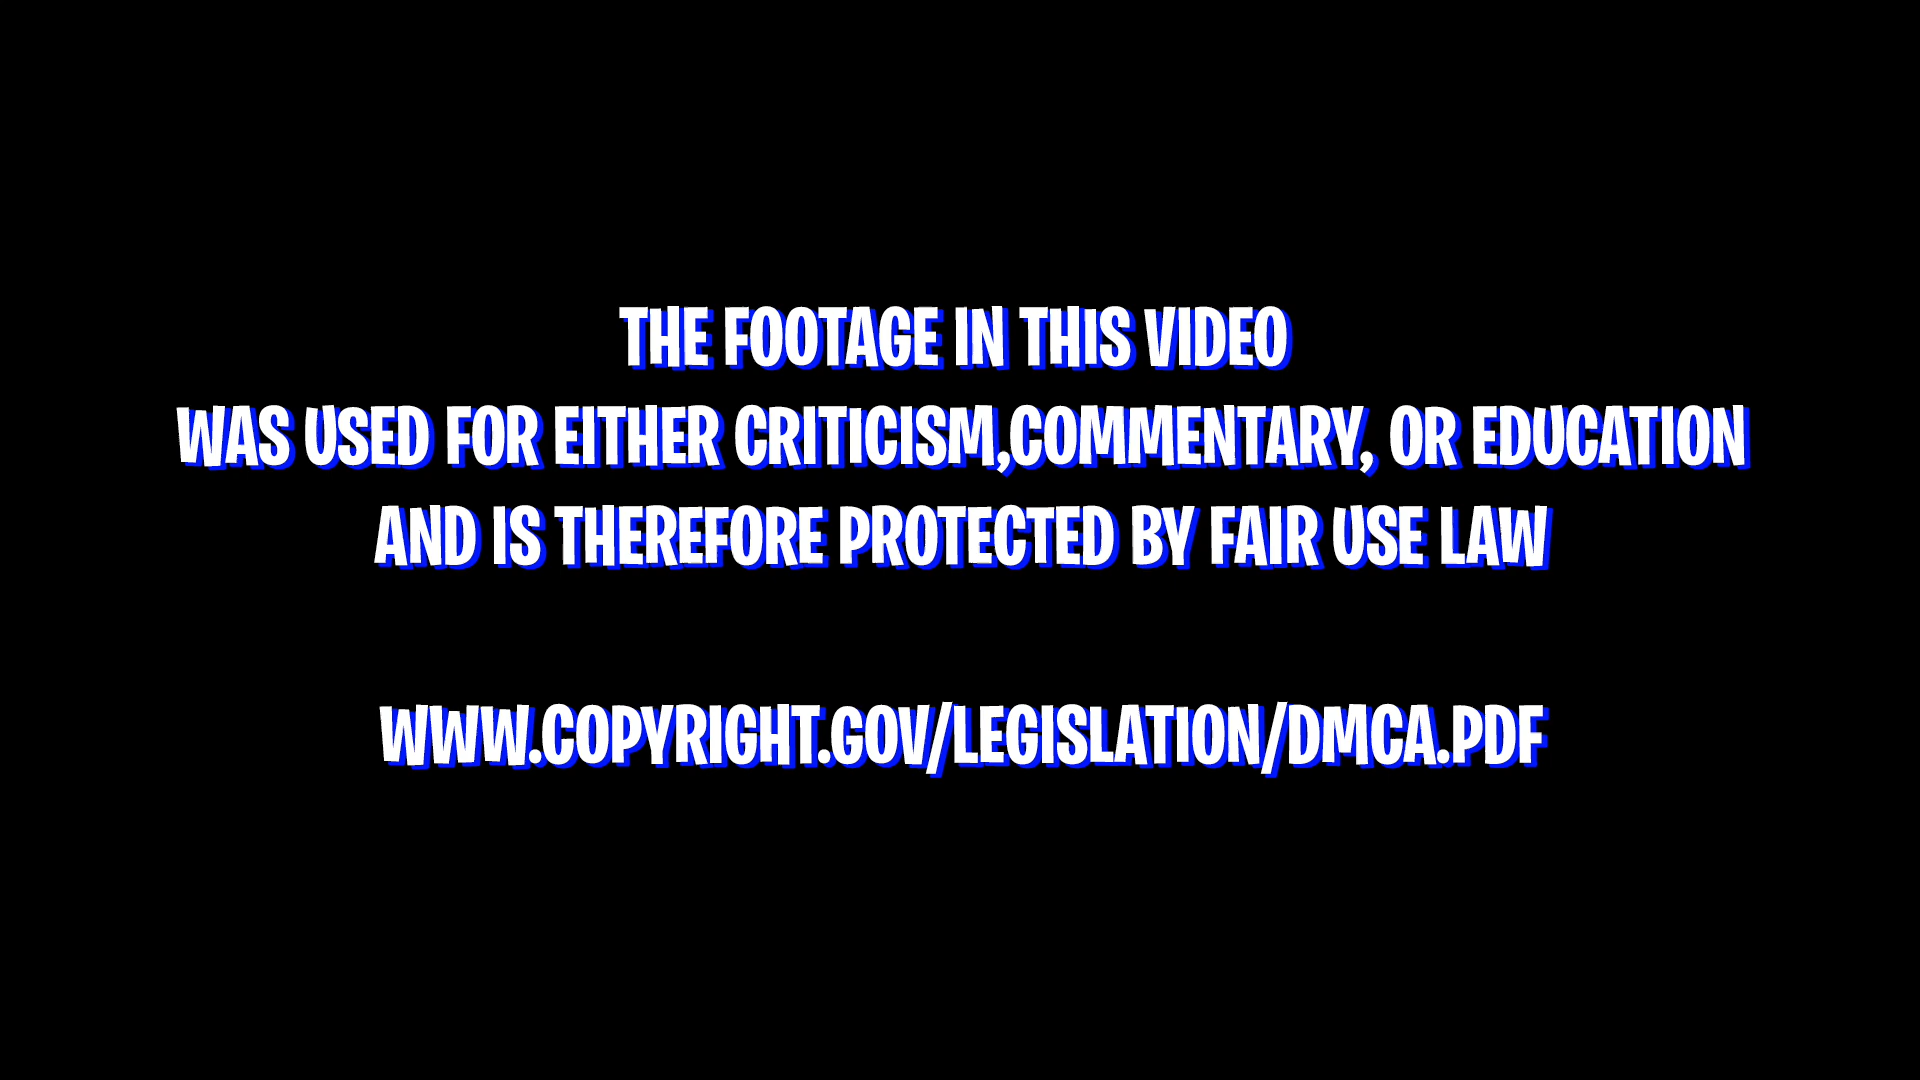 THE FOOTAGE IN THIS VIDEO
WAS USED FOR EITHER CRITICISM,COMMENTARY, OR EDUCATION
AND IS THEREFORE PROTECTED BY FAIR USE LAW
WWW.COPYRIGHT.GOV/LEGISLATION/DMCA.PDF